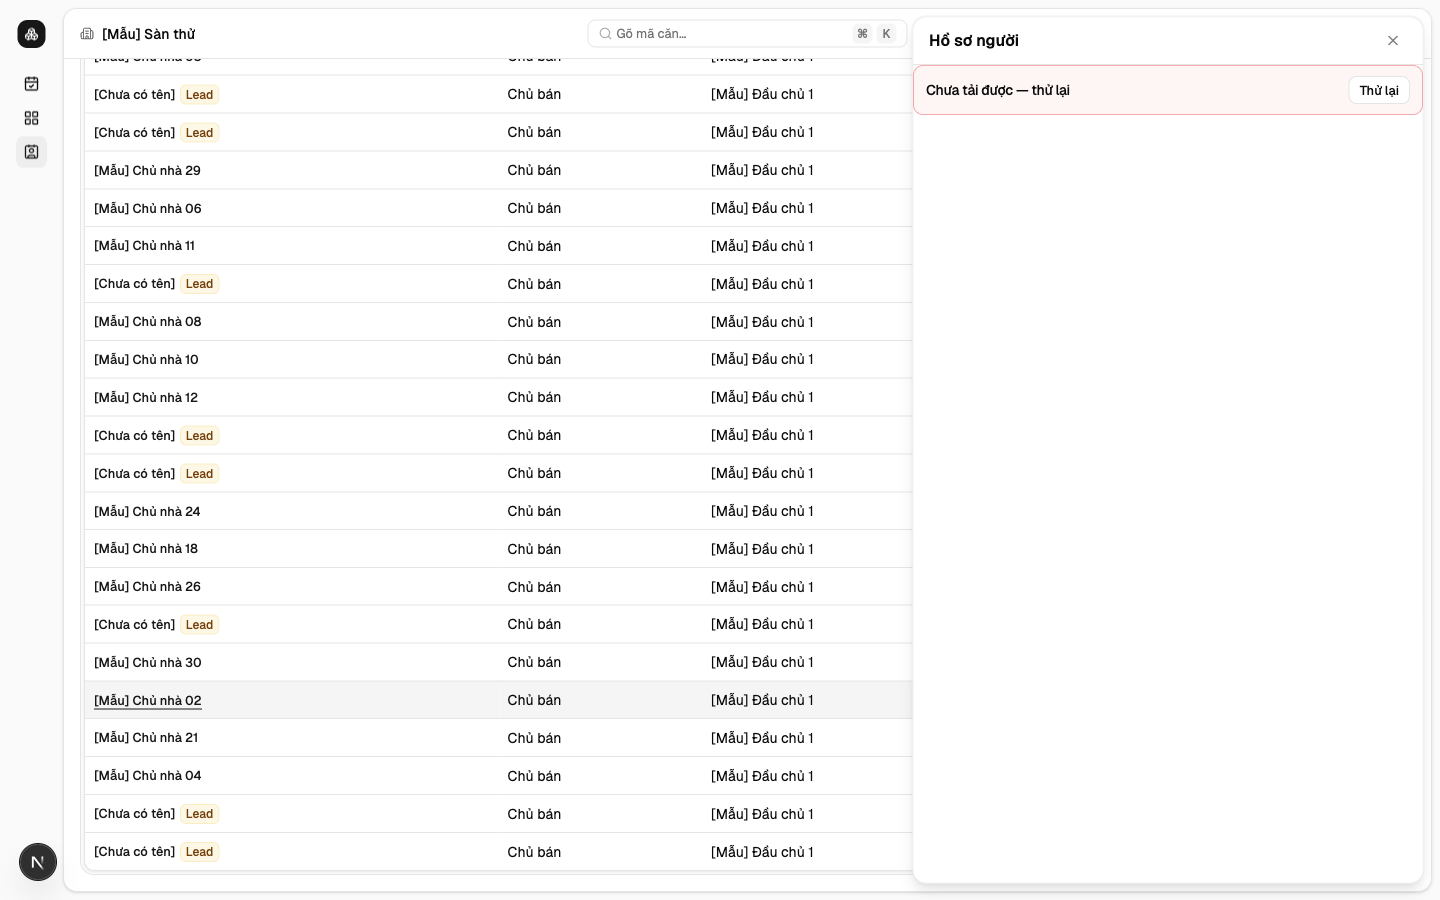 [Mẫu] Sàn thử
Gõ mã căn...
⌘ K
Hồ sơ người
Chưa tải được — thử lại
Thử lại
Chủ bán [Mẫu] Đầu chủ 1
[Chưa có tên] Lead Chủ bán [Mẫu] Đầu chủ 1
[Chưa có tên] Lead Chủ bán [Mẫu] Đầu chủ 1
[Mẫu] Chủ nhà 29 Chủ bán [Mẫu] Đầu chủ 1
[Mẫu] Chủ nhà 06 Chủ bán [Mẫu] Đầu chủ 1
[Mẫu] Chủ nhà 11 Chủ bán [Mẫu] Đầu chủ 1
[Chưa có tên] Lead Chủ bán [Mẫu] Đầu chủ 1
[Mẫu] Chủ nhà 08 Chủ bán [Mẫu] Đầu chủ 1
[Mẫu] Chủ nhà 10 Chủ bán [Mẫu] Đầu chủ 1
[Mẫu] Chủ nhà 12 Chủ bán [Mẫu] Đầu chủ 1
[Chưa có tên] Lead Chủ bán [Mẫu] Đầu chủ 1
[Chưa có tên] Lead Chủ bán [Mẫu] Đầu chủ 1
[Mẫu] Chủ nhà 24 Chủ bán [Mẫu] Đầu chủ 1
[Mẫu] Chủ nhà 18 Chủ bán [Mẫu] Đầu chủ 1
[Mẫu] Chủ nhà 26 Chủ bán [Mẫu] Đầu chủ 1
[Chưa có tên] Lead Chủ bán [Mẫu] Đầu chủ 1
[Mẫu] Chủ nhà 30 Chủ bán [Mẫu] Đầu chủ 1
[Mẫu] Chủ nhà 02 Chủ bán [Mẫu] Đầu chủ 1
[Mẫu] Chủ nhà 21 Chủ bán [Mẫu] Đầu chủ 1
[Mẫu] Chủ nhà 04 Chủ bán [Mẫu] Đầu chủ 1
[Chưa có tên] Lead Chủ bán [Mẫu] Đầu chủ 1
[Chưa có tên] Lead Chủ bán [Mẫu] Đầu chủ 1
N